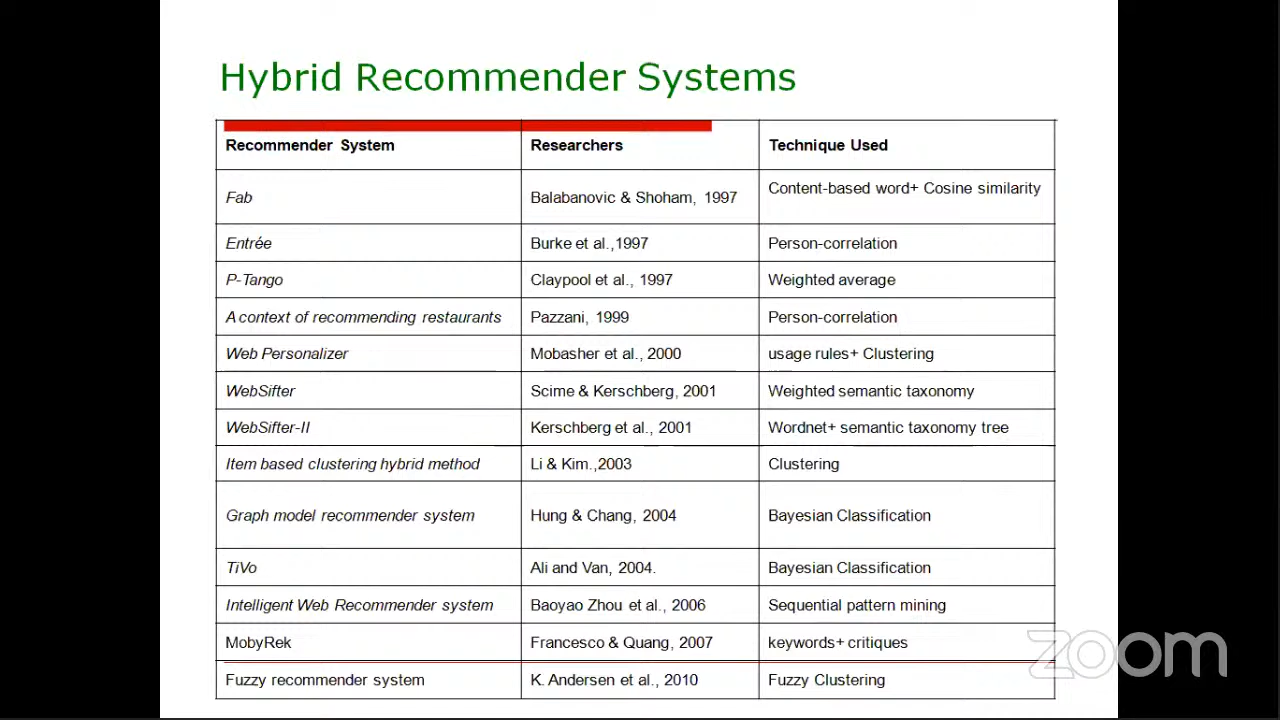 Hybrid Recommender Systems
Recommender System Researchers Technique Used
Fab Balabanovic & Shoham, 1997 Content-based word+ Cosine similarity
Entrée Burke et al.,1997 Person-correlation
P-Tango Claypool et al., 1997 Weighted average
A context of recommending restaurants Pazzani, 1999 Person-correlation
Web Personalizer Mobasher et al., 2000 usage rules+ Clustering
WebSifter Scime & Kerschberg, 2001 Weighted semantic taxonomy
WebSifter-II Kerschberg et al., 2001 Wordnet+ semantic taxonomy tree
Item based clustering hybrid method Li & Kim.,2003 Clustering
Graph model recommender system Hung & Chang, 2004 Bayesian Classification
TiVo Ali and Van, 2004. Bayesian Classification
Intelligent Web Recommender system Baoyao Zhou et al., 2006 Sequential pattern mining
MobyRek Francesco & Quang, 2007 keywords+ critiques
Fuzzy recommender system K. Andersen et al., 2010 Fuzzy Clustering
zoom